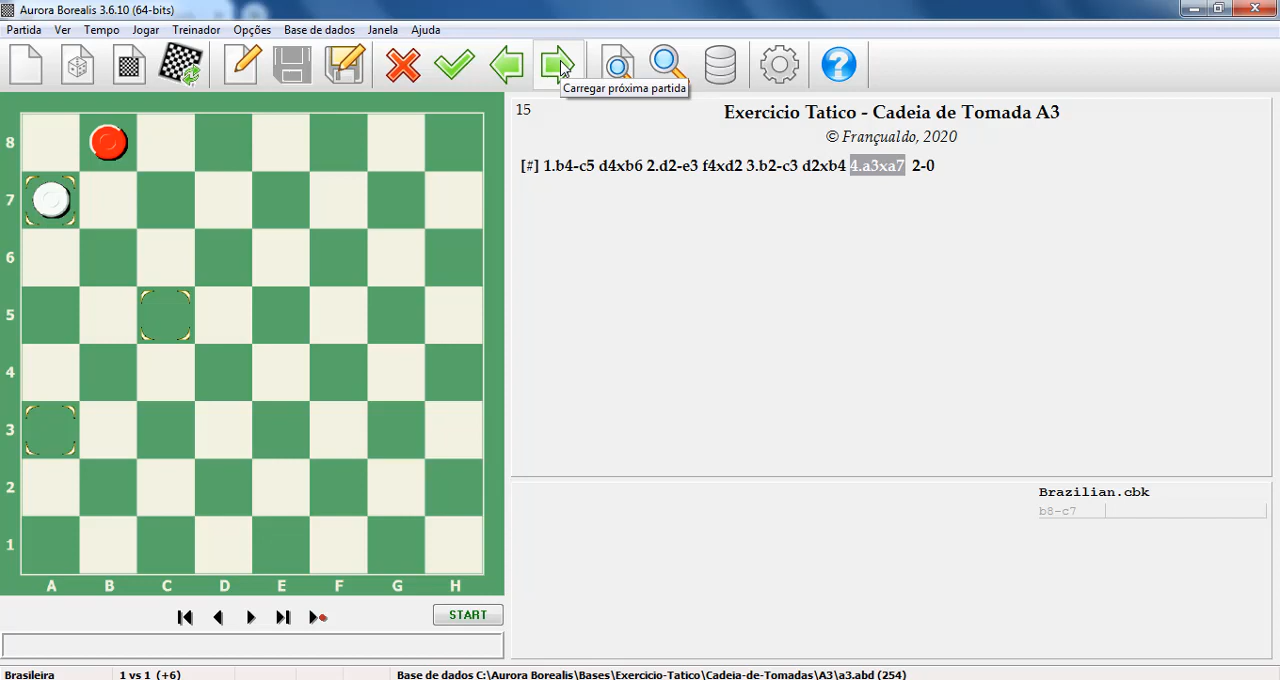 Aurora Borealis 3.6.10 (64-bits)
Partida Ver Tempo Jogar Treinador Opções Base de dados Janela Ajuda
Carregar próxima partida
15
Exercicio Tatico - Cadeia de Tomada A3
© Françualdo, 2020
[#] 1.b4-c5 d4xb6 2.d2-e3 f4xd2 3.b2-c3 d2xb4 4.a3xa7 2-0
8
7
6
5
4
3
2
1
A B C D E F G H
Brazilian.cbk
b8-c7
START
Brasileira 1 vs 1 (+6) Base de dados C:\Aurora Borealis\Bases\Exercicio-Tatico\Cadeia-de-Tomadas\A3\a3.abd (254)